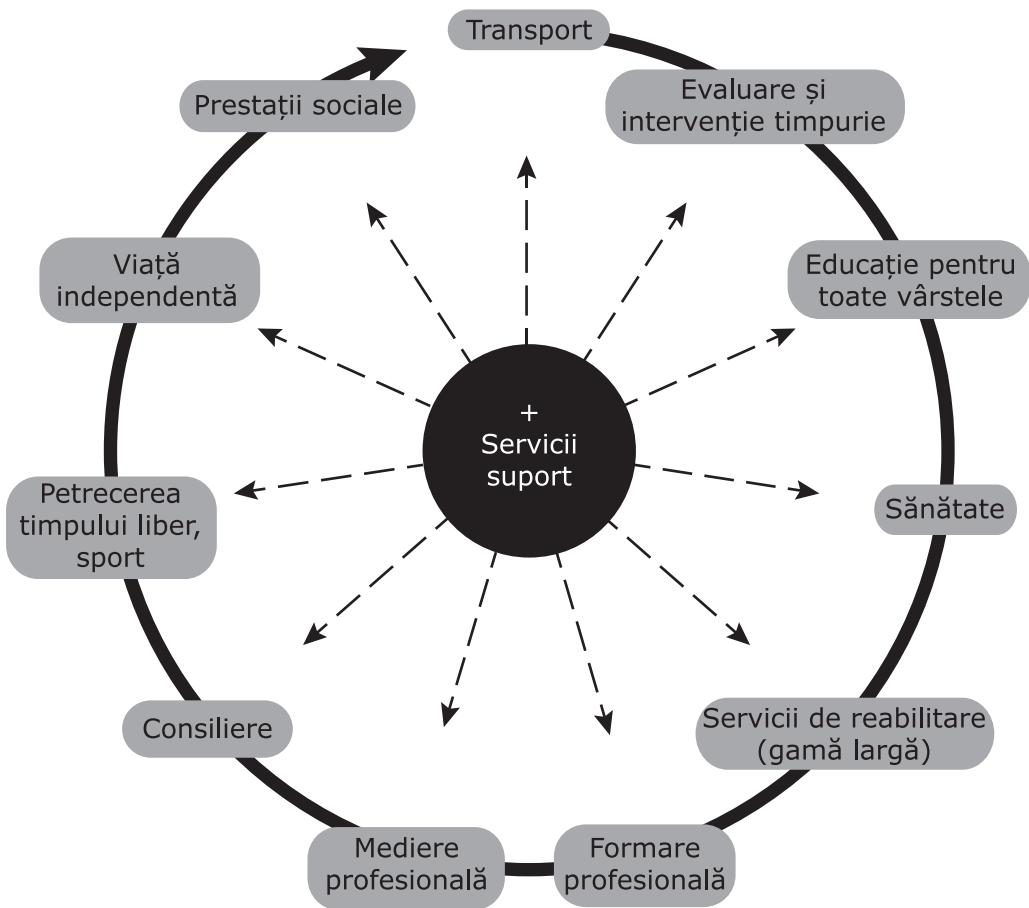 Transport
Evaluare și
intervenție timpurie
Educație pentru
toate vârstele
Sănătate
Servicii de reabilitare
(gamă largă)
Formare
profesională
Mediere
profesională
Consiliere
Petrecerea
timpului liber,
sport
Viață
independentă
Prestații sociale
+
Servicii
suport